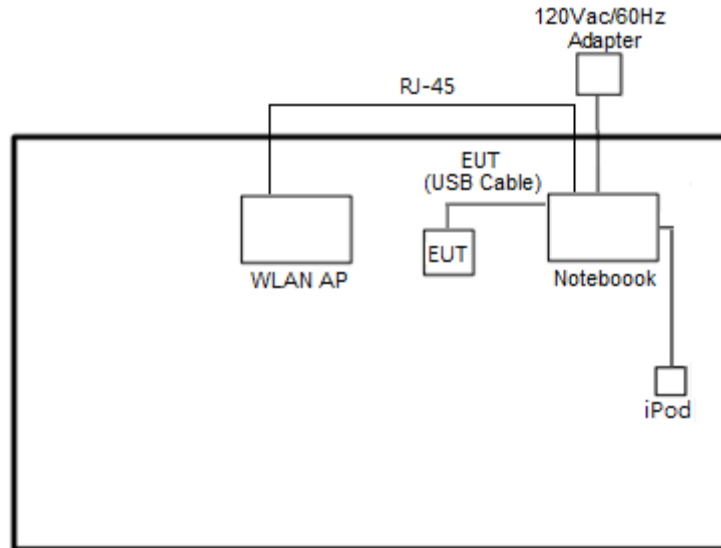 120Vac/60Hz
Adapter
RJ-45
EUT
(USB Cable)
EUT
WLAN AP
Noteboook
iPod